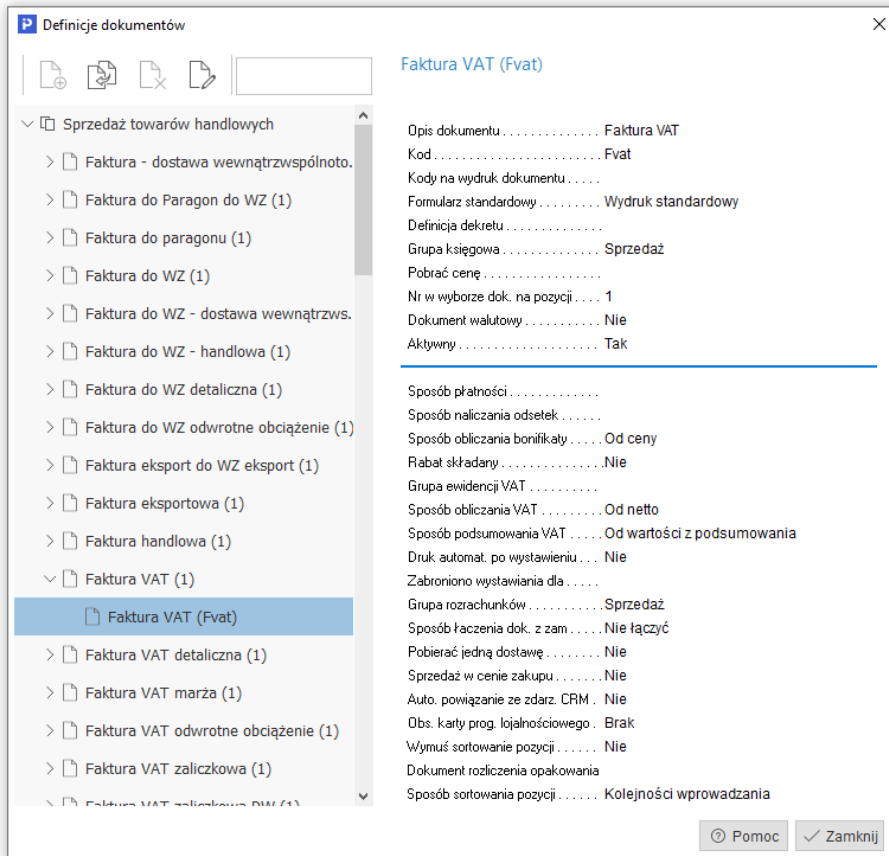 Definicje dokumentów
Sprzedaż towarów handlowych
Faktura - dostawa wewnątrzwspólnoto.
Faktura do Paragon do WZ (1)
Faktura do paragonu (1)
Faktura do WZ (1)
Faktura do WZ - dostawa wewnątrzws.
Faktura do WZ - handlowa (1)
Faktura do WZ detaliczna (1)
Faktura do WZ odwrotne obciążenie (1)
Faktura eksport do WZ eksport (1)
Faktura eksportowa (1)
Faktura handlowa (1)
Faktura VAT (1)
Faktura VAT (Fvat)
Faktura VAT detaliczna (1)
Faktura VAT marża (1)
Faktura VAT odwrotne obciążenie (1)
Faktura VAT zaliczkowa (1)
Faktura VAT zaliczkowa DW (1)
Faktura VAT (Fvat)
Opis dokumentu . . . . . . . . . . . . . . Faktura VAT
Kod . . . . . . . . . . . . . . . . . . . . . . . . Fvat
Kody na wydruk dokumentu . . . . .
Formularz standardowy . . . . . . . . . Wydruk standardowy
Definicja dekretu . . . . . . . . . . . . . .
Grupa księgowa . . . . . . . . . . . . . . Sprzedaż
Pobrać cenę . . . . . . . . . . . . . . . . .
Nr w wyborze dok. na pozycji . . . . 1
Dokument walutowy . . . . . . . . . . . Nie
Aktywny . . . . . . . . . . . . . . . . . . . . Tak
Sposób płatności . . . . . . . . . . . . .
Sposób naliczania odsetek . . . . . .
Sposób obliczania bonifikaty . . . . . Od ceny
Rabat składany . . . . . . . . . . . . . . .Nie
Grupa ewidencji VAT . . . . . . . . . .
Sposób obliczania VAT . . . . . . . . . Od netto
Sposób podsumowania VAT . . . . . Od wartości z podsumowania
Druk automat. po wystawieniu . . . Nie
Zabroniono wystawiania dla . . . . .
Grupa rozrachunków . . . . . . . . . . .Sprzedaż
Sposób łaczenia dok. z zam . . . . . Nie łączyć
Pobierać jedną dostawę . . . . . . . . Nie
Sprzedaż w cenie zakupu . . . . . . . Nie
Auto. powiązanie ze zdarz. CRM . Nie
Obs. karty prog. lojalnościowego . Brak
Wymuś sortowanie pozycji . . . . . . Nie
Dokument rozliczenia opakowania
Sposób sortowania pozycji . . . . . . Kolejności wprowadzania
Pomoc
Zamknij